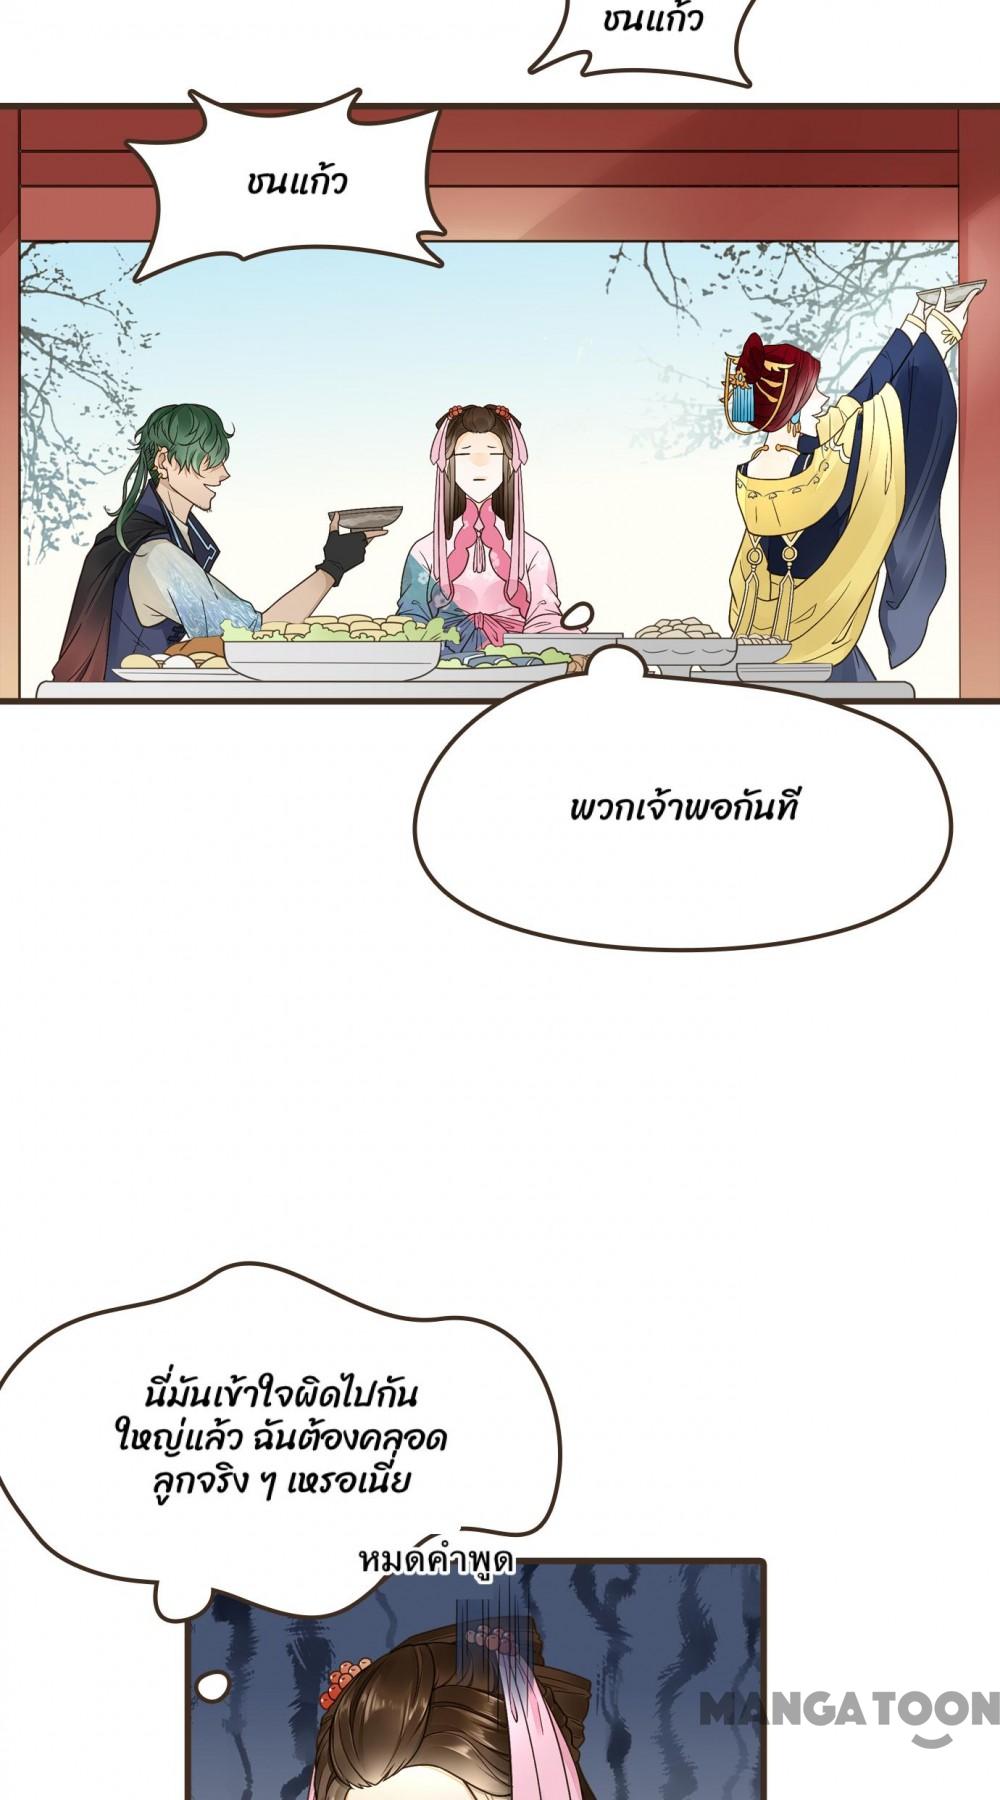 ชนแก้ว
ชนแก้ว
พวกเจ้าพอกันที
นี่มันเข้าใจผิดไปกัน
ใหญ่แล้ว ฉันต้องคลอด
ลูกจริง ๆ เหรอเนี่ย
หมดคำพูด
MANGATOON